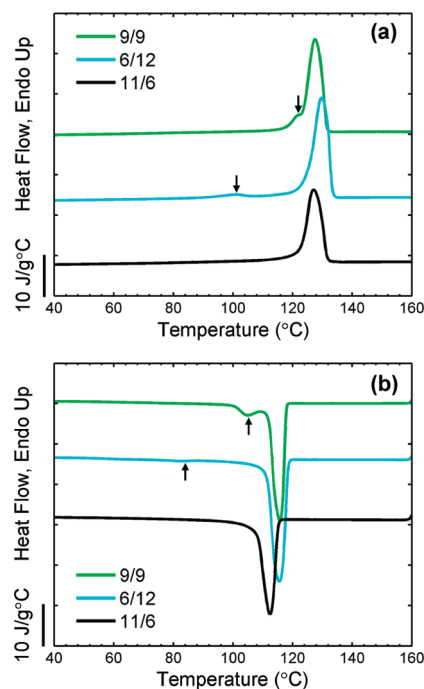 (a)
9/9
6/12
11/6
Heat Flow, Endo Up
10 J/g°C
40 60 80 100 120 140 160
Temperature (°C)
(b)
Heat Flow, Endo Up
10 J/g°C
9/9
6/12
11/6
40 60 80 100 120 140 160
Temperature (°C)